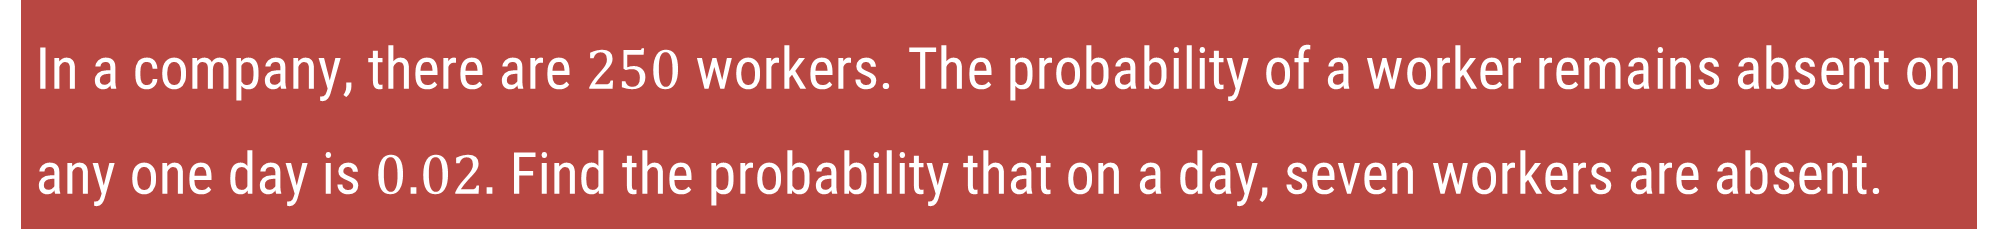 In a company, there are 250 workers. The probability of a worker remains absent on
any one day is 0.02. Find the probability that on a day, seven workers are absent.